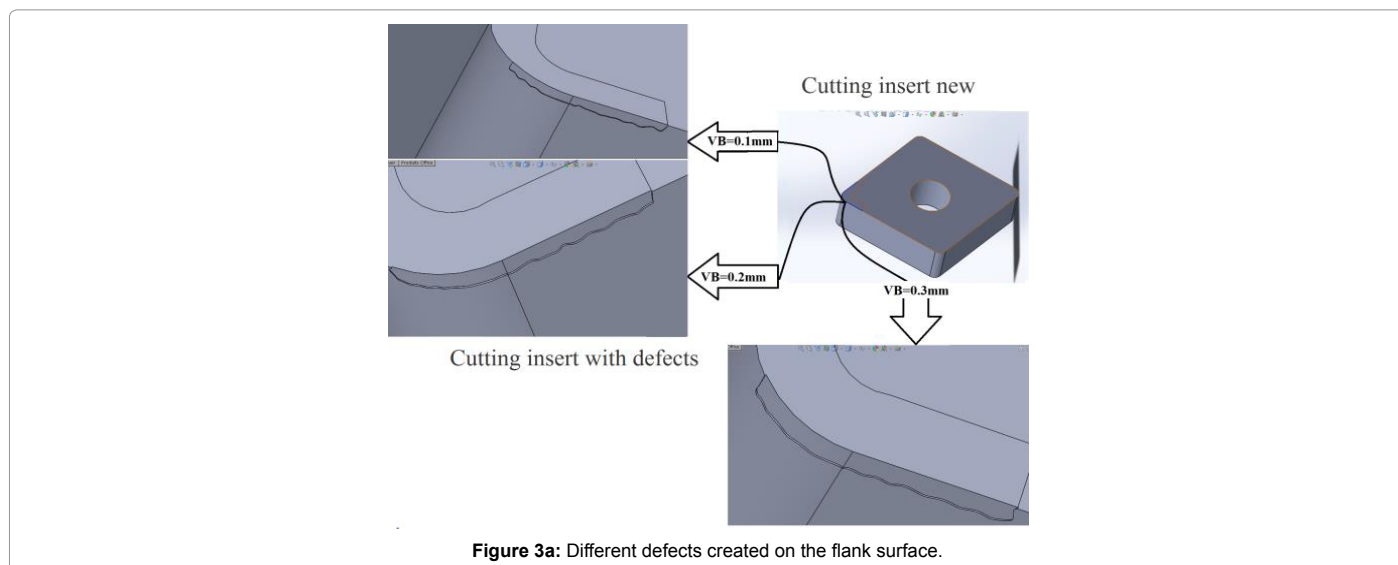 Cutting insert new
VB=0.1mm
VB=0.2mm
VB=0.3mm
Cutting insert with defects
Figure 3a: Different defects created on the flank surface.